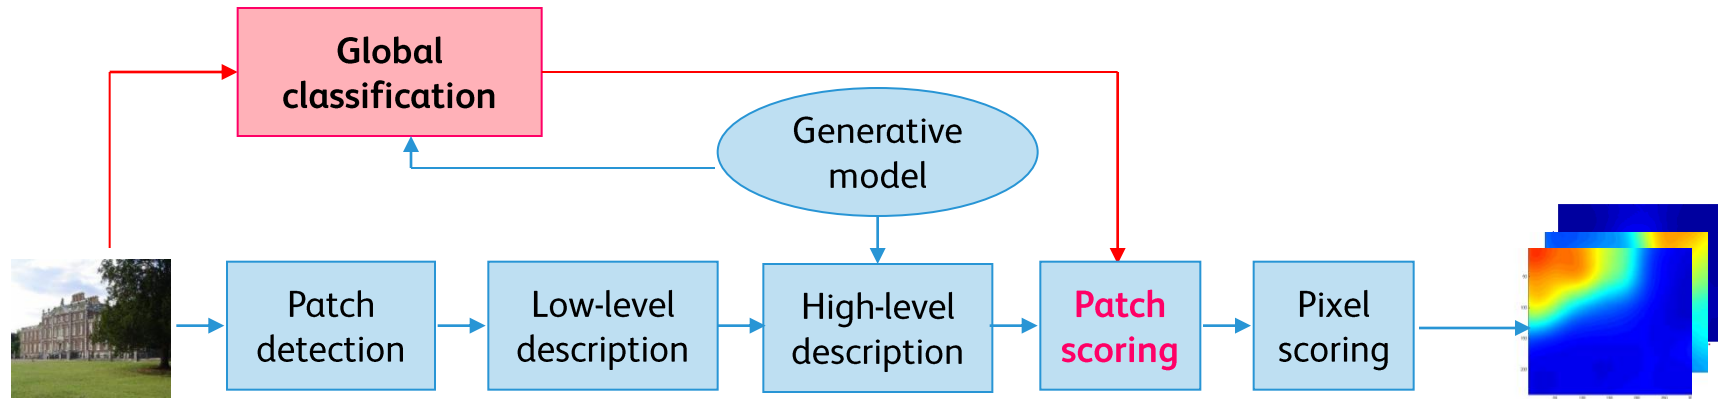 Global
classification
Generative
model
Patch
detection
Low-level
description
High-level
description
Patch
scoring
Pixel
scoring